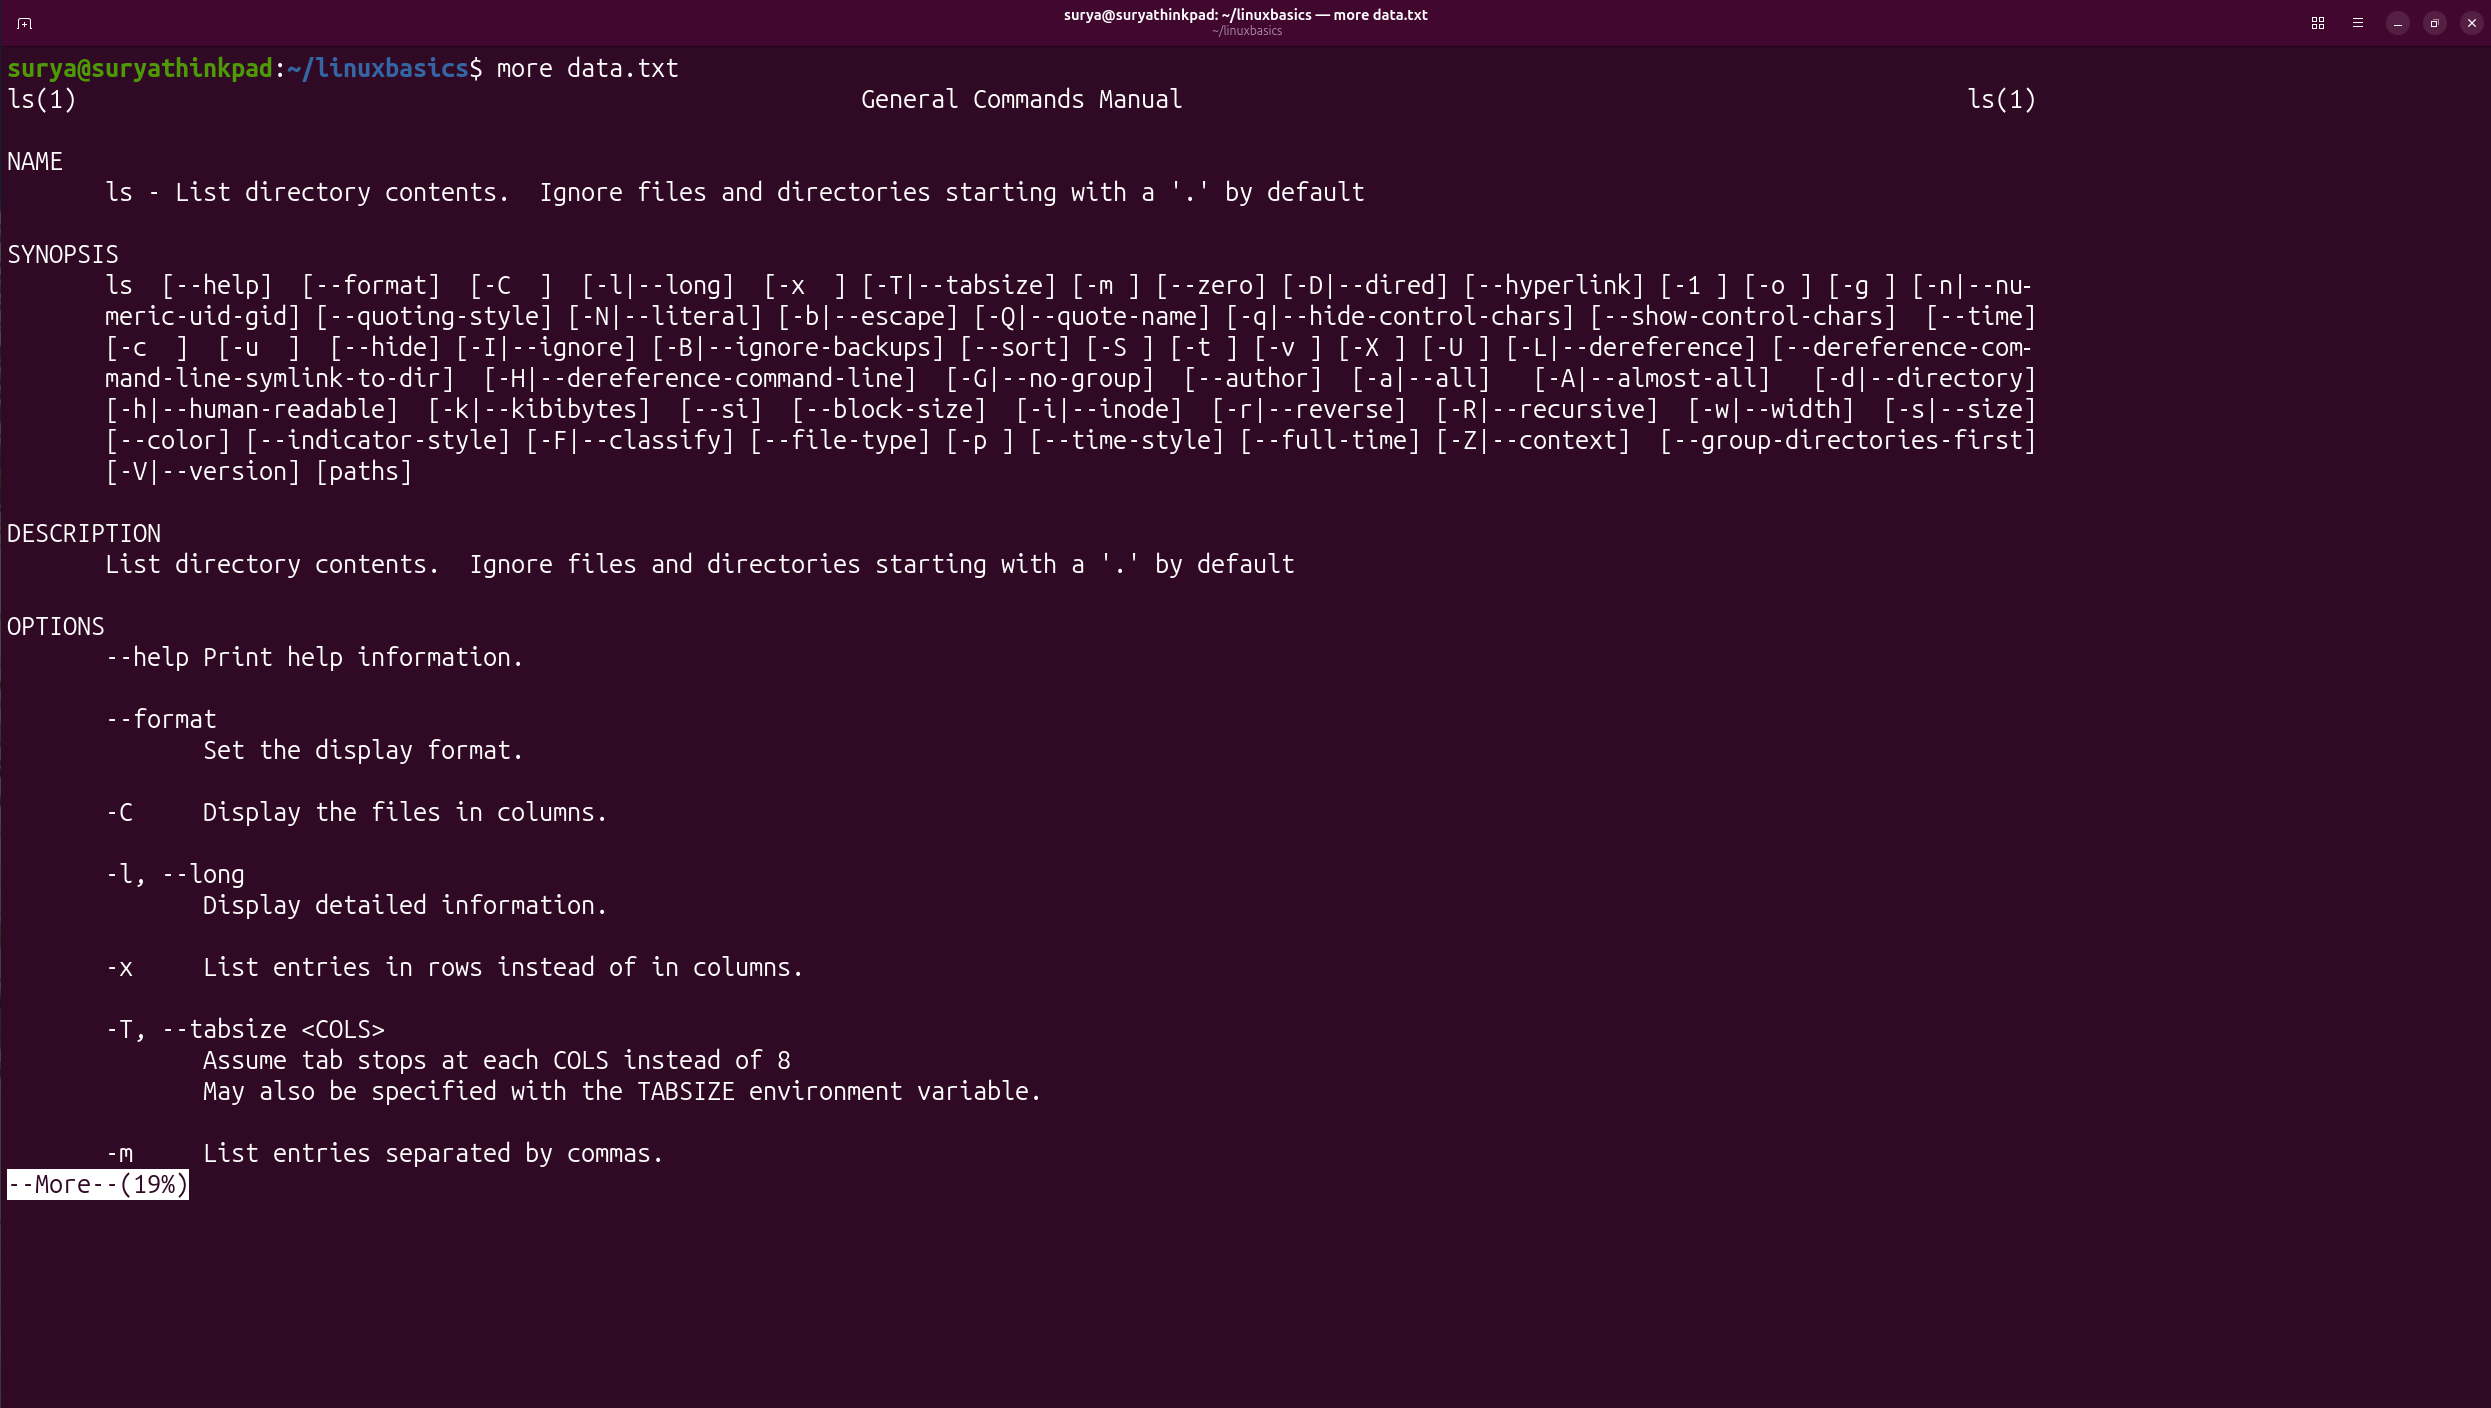 surya@suryathinkpad: ~/linuxbasics — more data.txt
~/linuxbasics
surya@suryathinkpad:~/linuxbasics$ more data.txt
ls(1) General Commands Manual ls(1)
NAME
ls - List directory contents.  Ignore files and directories starting with a '.' by default
SYNOPSIS
ls  [--help]  [--format]  [-C  ]  [-l|--long]  [-x  ] [-T|--tabsize] [-m ] [--zero] [-D|--dired] [--hyperlink] [-1 ] [-o ] [-g ] [-n|--nu-
meric-uid-gid] [--quoting-style] [-N|--literal] [-b|--escape] [-Q|--quote-name] [-q|--hide-control-chars] [--show-control-chars]  [--time]
[-c  ]  [-u  ]  [--hide] [-I|--ignore] [-B|--ignore-backups] [--sort] [-S ] [-t ] [-v ] [-X ] [-U ] [-L|--dereference] [--dereference-com-
mand-line-symlink-to-dir]  [-H|--dereference-command-line]  [-G|--no-group]  [--author]  [-a|--all]   [-A|--almost-all]   [-d|--directory]
[-h|--human-readable]  [-k|--kibibytes]  [--si]  [--block-size]  [-i|--inode]  [-r|--reverse]  [-R|--recursive]  [-w|--width]  [-s|--size]
[--color] [--indicator-style] [-F|--classify] [--file-type] [-p ] [--time-style] [--full-time] [-Z|--context]  [--group-directories-first]
[-V|--version] [paths]
DESCRIPTION
List directory contents.  Ignore files and directories starting with a '.' by default
OPTIONS
--help Print help information.
--format
Set the display format.
-C     Display the files in columns.
-l, --long
Display detailed information.
-x     List entries in rows instead of in columns.
-T, --tabsize <COLS>
Assume tab stops at each COLS instead of 8
May also be specified with the TABSIZE environment variable.
-m     List entries separated by commas.
--More--(19%)